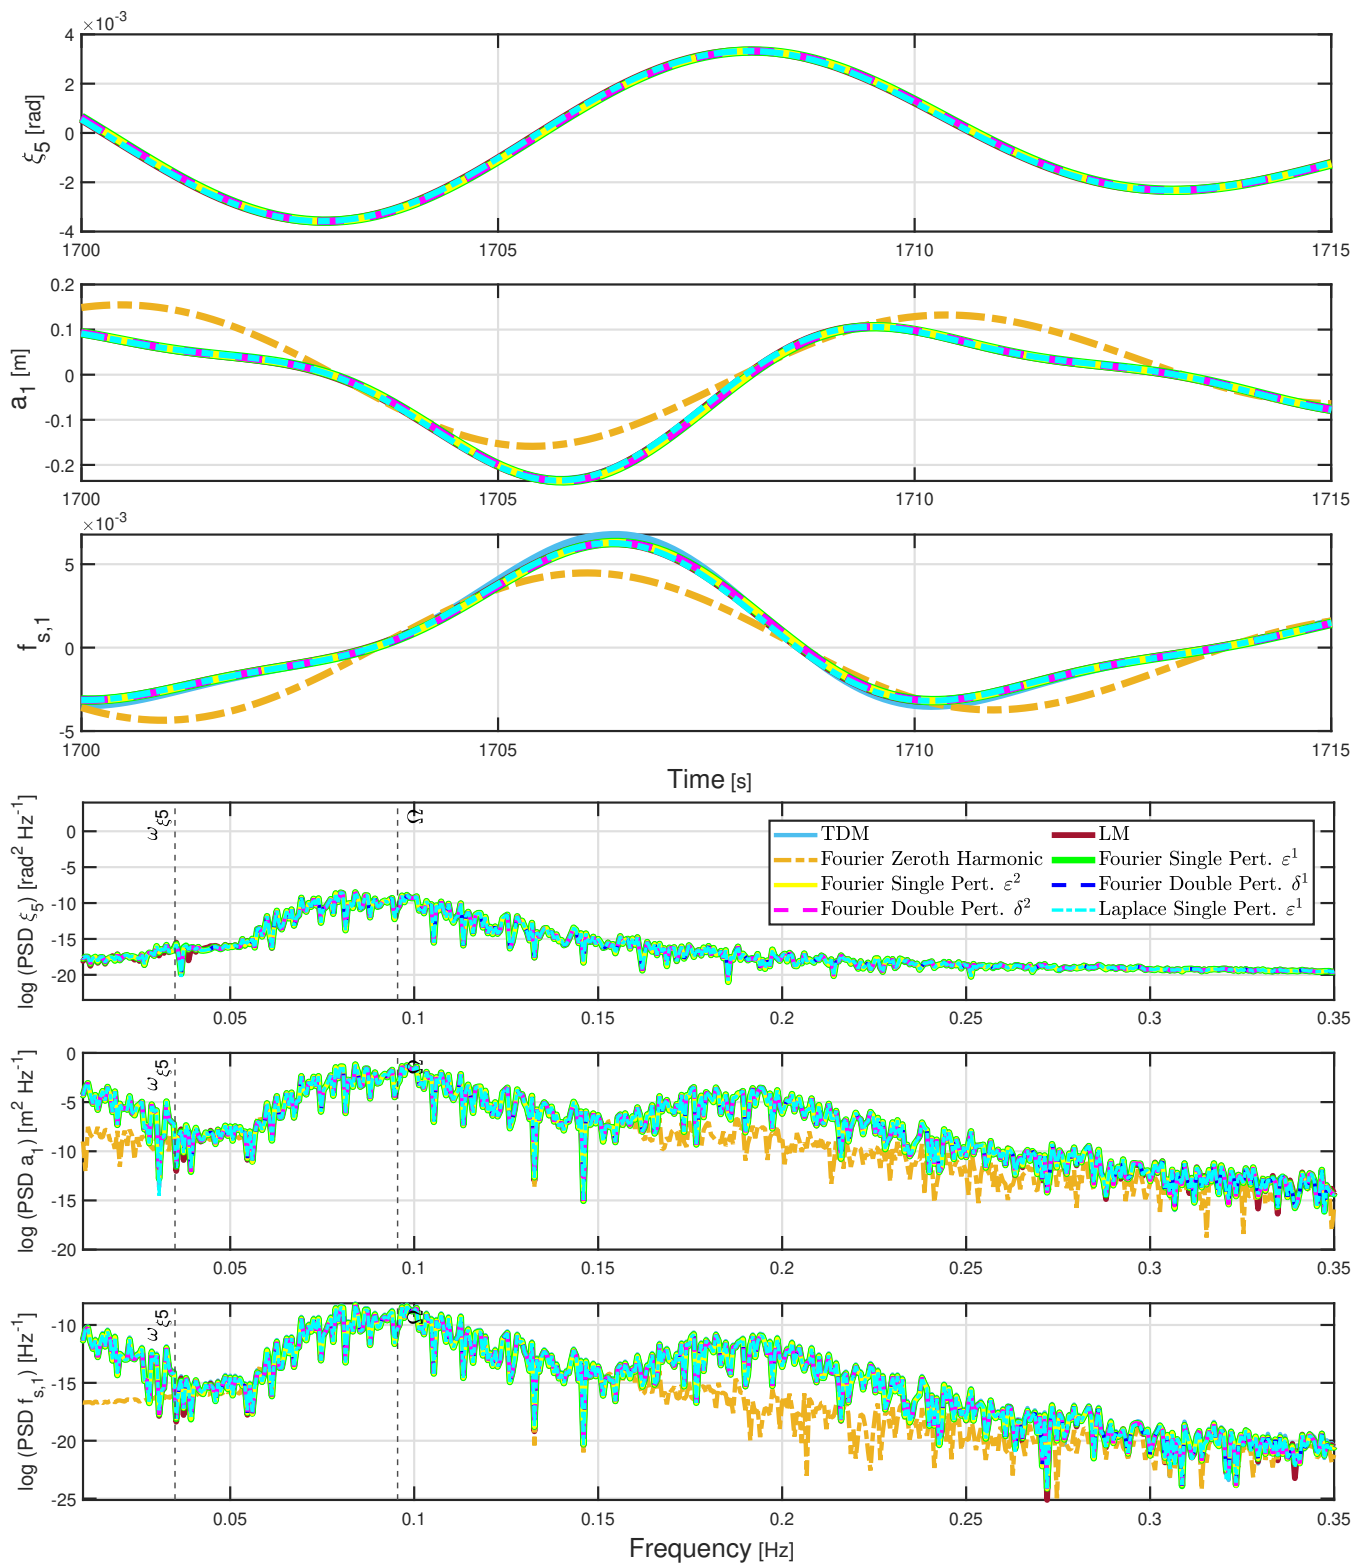 ×10⁻³
4
2
0
-2
-4
ξ₅ [rad]
1700 1705 1710 1715
0.2
0.1
0
-0.1
-0.2
a₁ [m]
1700 1705 1710 1715
×10⁻³
5
0
-5
f_s,1
1700 1705 1710 1715
Time [s]
0
-5
-10
-15
-20
log (PSD ξ₅) [rad² Hz⁻¹]
ω_ξ5 Ω
TDM LM
Fourier Zeroth Harmonic Fourier Single Pert. ε¹
Fourier Single Pert. ε² Fourier Double Pert. δ¹
Fourier Double Pert. δ² Laplace Single Pert. ε¹
0.05 0.1 0.15 0.2 0.25 0.3 0.35
0
-5
-10
-15
-20
log (PSD a₁) [m² Hz⁻¹]
ω_ξ5 Ω
0.05 0.1 0.15 0.2 0.25 0.3 0.35
-10
-15
-20
-25
log (PSD f_s,1) [Hz⁻¹]
ω_ξ5 Ω
0.05 0.1 0.15 0.2 0.25 0.3 0.35
Frequency [Hz]